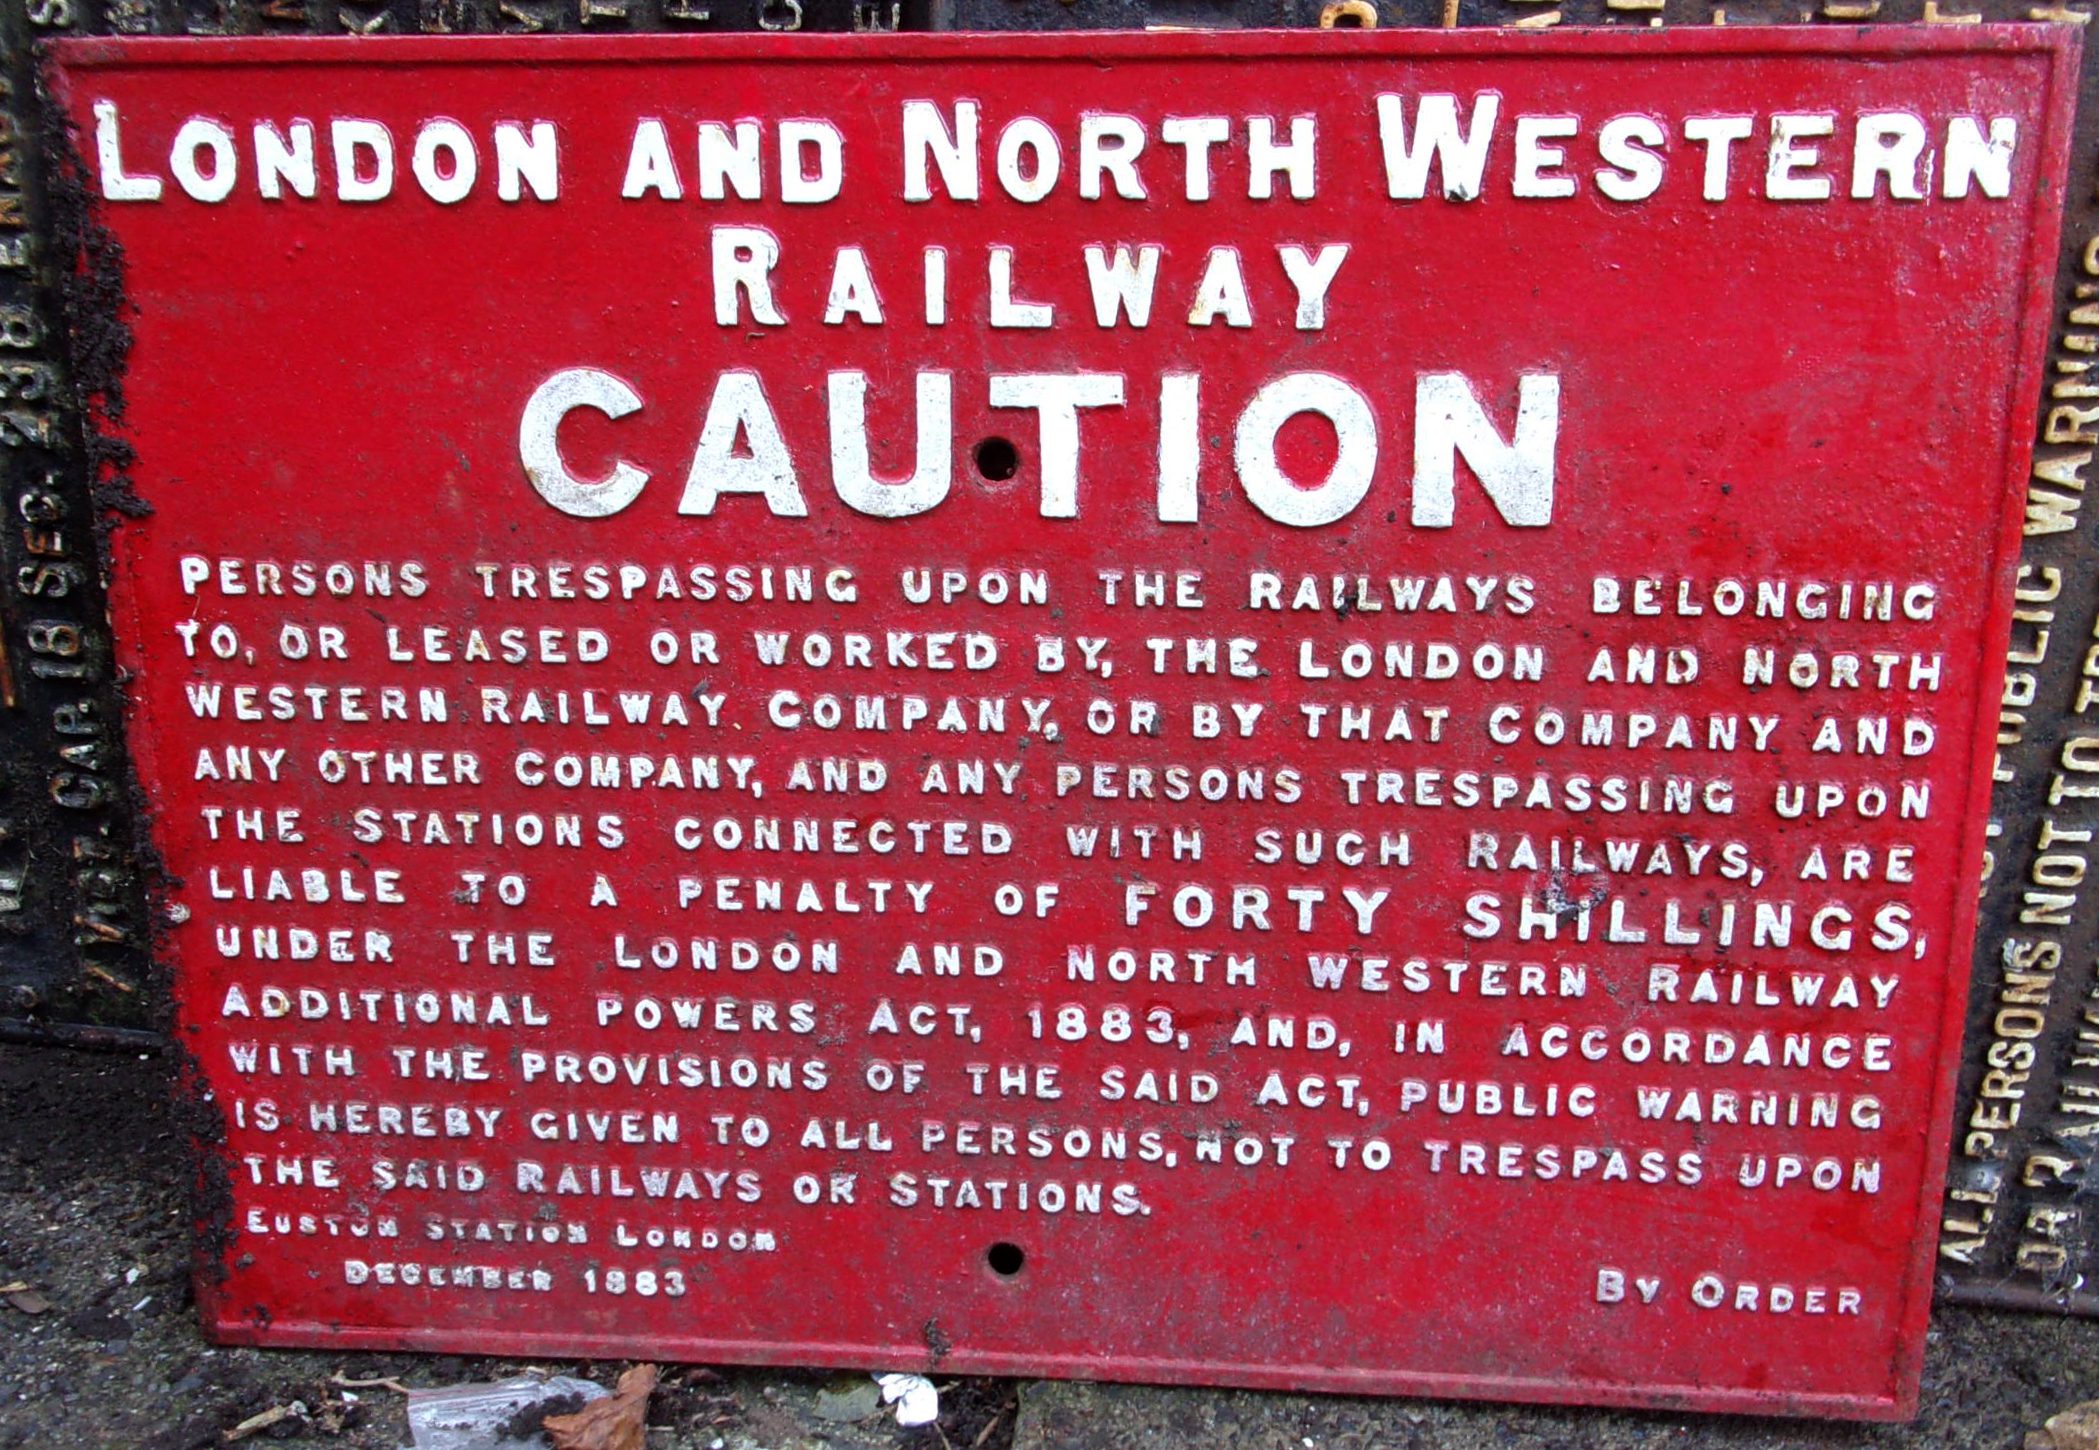 LONDON AND NORTH WESTERN
RAILWAY
CAUTION
PERSONS TRESPASSING UPON THE RAILWAYS BELONGING
TO, OR LEASED OR WORKED BY, THE LONDON AND NORTH
WESTERN RAILWAY COMPANY, OR BY THAT COMPANY AND
ANY OTHER COMPANY, AND ANY PERSONS TRESPASSING UPON
THE STATIONS CONNECTED WITH SUCH RAILWAYS, ARE
LIABLE TO A PENALTY OF FORTY SHILLINGS,
UNDER THE LONDON AND NORTH WESTERN RAILWAY
ADDITIONAL POWERS ACT, 1883, AND, IN ACCORDANCE
WITH THE PROVISIONS OF THE SAID ACT, PUBLIC WARNING
IS HEREBY GIVEN TO ALL PERSONS, NOT TO TRESPASS UPON
THE SAID RAILWAYS OR STATIONS.
EUSTON STATION LONDON
DECEMBER 1883
BY ORDER
CAP. 18 SEC. 238
PUBLIC WARNING
PERSONS NOT TO
ALL